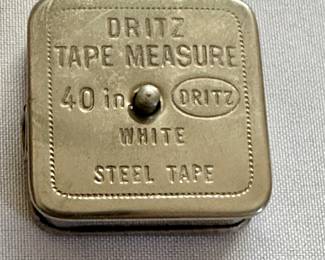 DRITZ
TAPE MEASURE
40 in. DRITZ
WHITE
STEEL TAPE